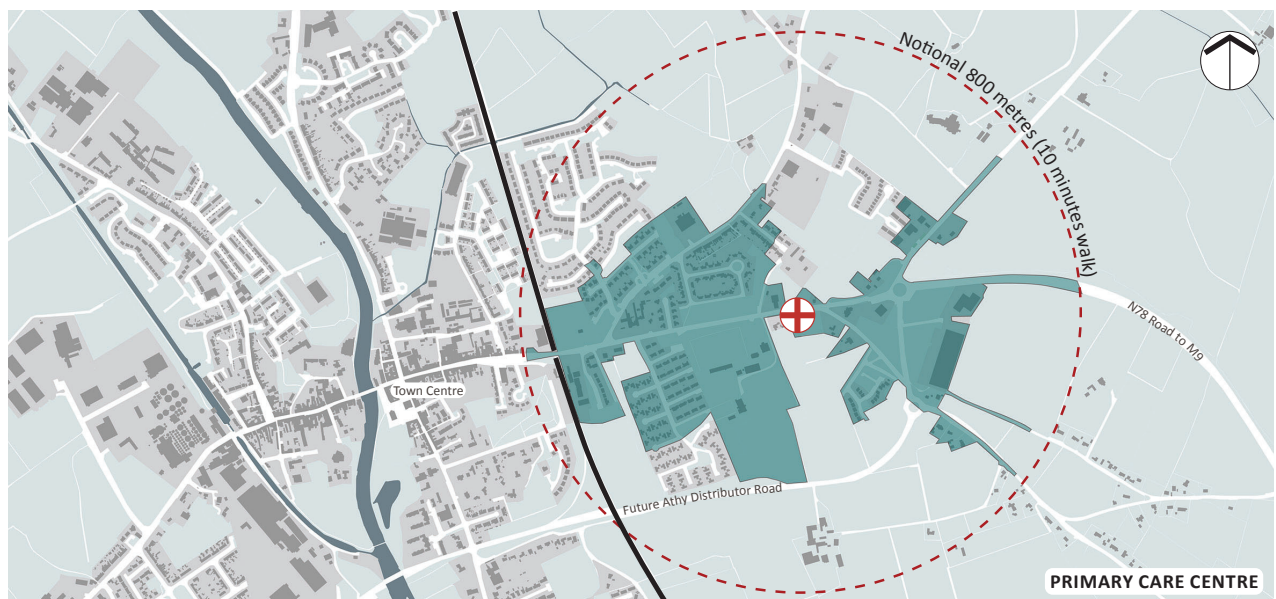 Notional 800 metres (10 minutes walk)
N78 Road to M9
Town Centre
Future Athy Distributor Road
PRIMARY CARE CENTRE